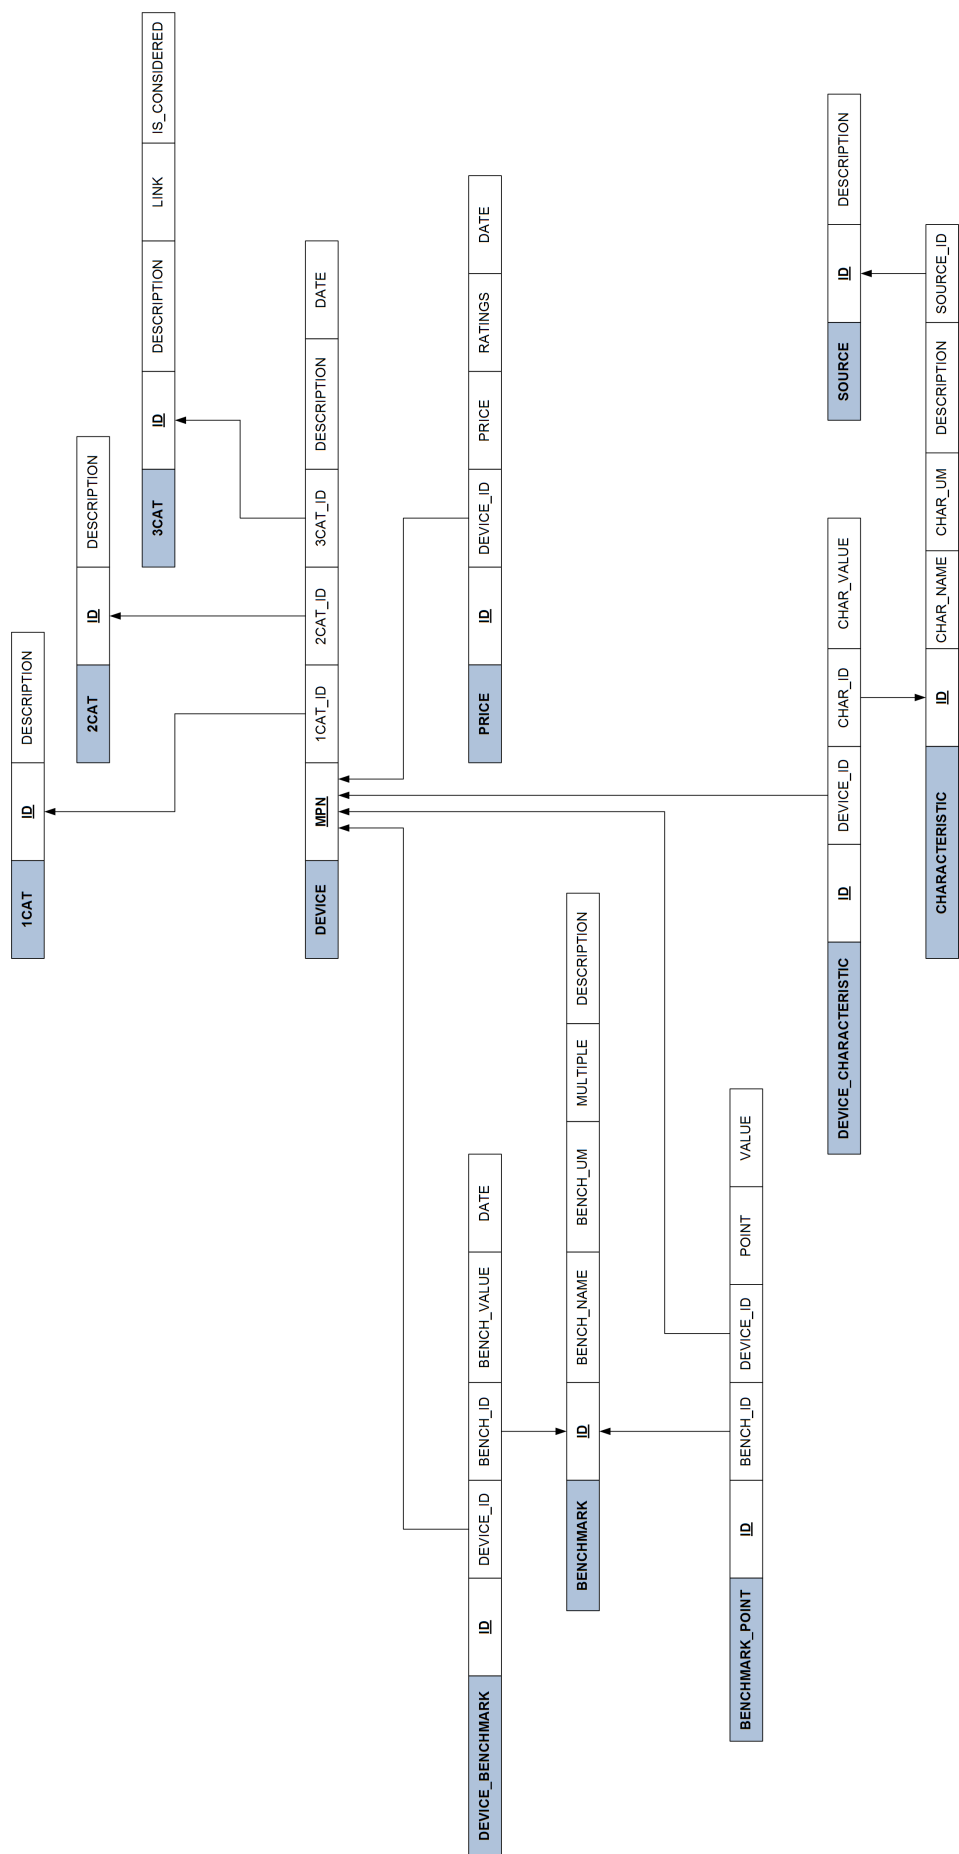 1CAT ID DESCRIPTION
2CAT ID DESCRIPTION
3CAT ID DESCRIPTION LINK IS_CONSIDERED
DEVICE MPN 1CAT_ID 2CAT_ID 3CAT_ID DESCRIPTION DATE
DEVICE_BENCHMARK ID DEVICE_ID BENCH_ID BENCH_VALUE DATE
PRICE ID DEVICE_ID PRICE RATINGS DATE
BENCHMARK ID BENCH_NAME BENCH_UM MULTIPLE DESCRIPTION
BENCHMARK_POINT ID BENCH_ID DEVICE_ID POINT VALUE
DEVICE_CHARACTERISTIC ID DEVICE_ID CHAR_ID CHAR_VALUE
SOURCE ID DESCRIPTION
CHARACTERISTIC ID CHAR_NAME CHAR_UM DESCRIPTION SOURCE_ID